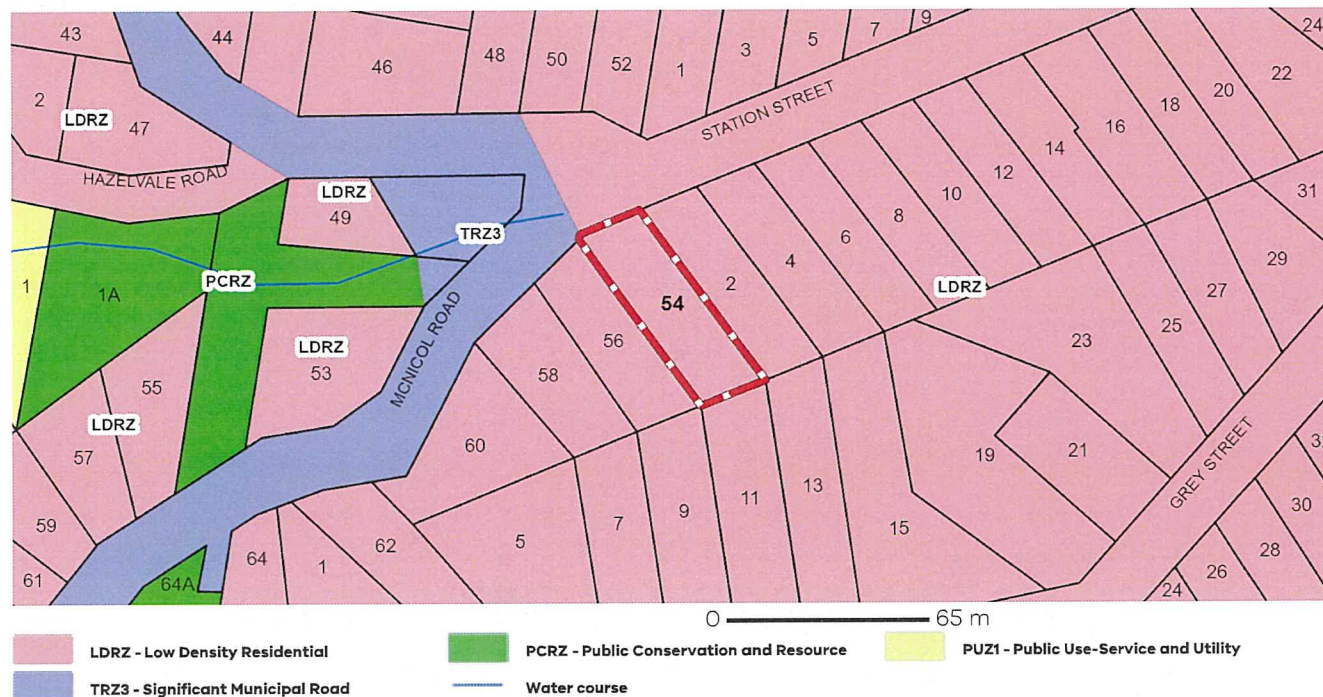 43
44
46
48
50
52
1
3
5
7
9
24
2
LDRZ
47
STATION STREET
22
20
18
16
14
12
10
8
6
4
2
HAZELVALE ROAD
LDRZ
49
TRZ3
31
29
27
25
23
LDRZ
1
1A
PCRZ
54
56
58
60
MCNICOL ROAD
LDRZ
53
55
LDRZ
57
59
61
64A
64
1
62
5
7
9
11
13
15
19
21
GREY STREET
30
28
26
24
0 65 m
LDRZ - Low Density Residential
PCRZ - Public Conservation and Resource
PUZ1 - Public Use-Service and Utility
TRZ3 - Significant Municipal Road
Water course